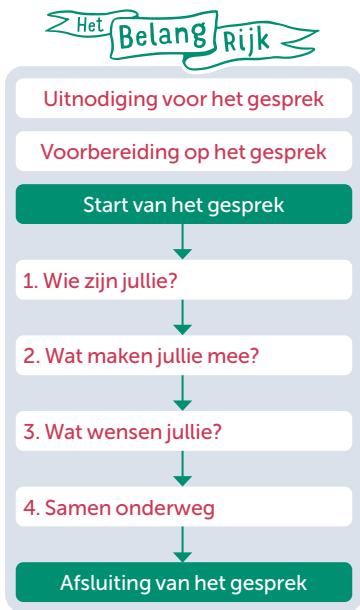 Het
Belang Rijk
Uitnodiging voor het gesprek
Voorbereiding op het gesprek
Start van het gesprek
1. Wie zijn jullie?
2. Wat maken jullie mee?
3. Wat wensen jullie?
4. Samen onderweg
Afsluiting van het gesprek